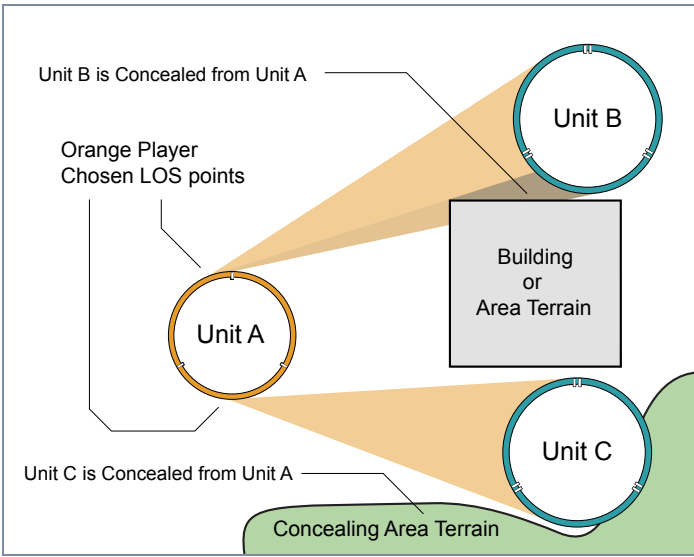 Unit B is Concealed from Unit A
Unit B
Orange Player
Chosen LOS points
Building
or
Area Terrain
Unit A
Unit C
Unit C is Concealed from Unit A
Concealing Area Terrain